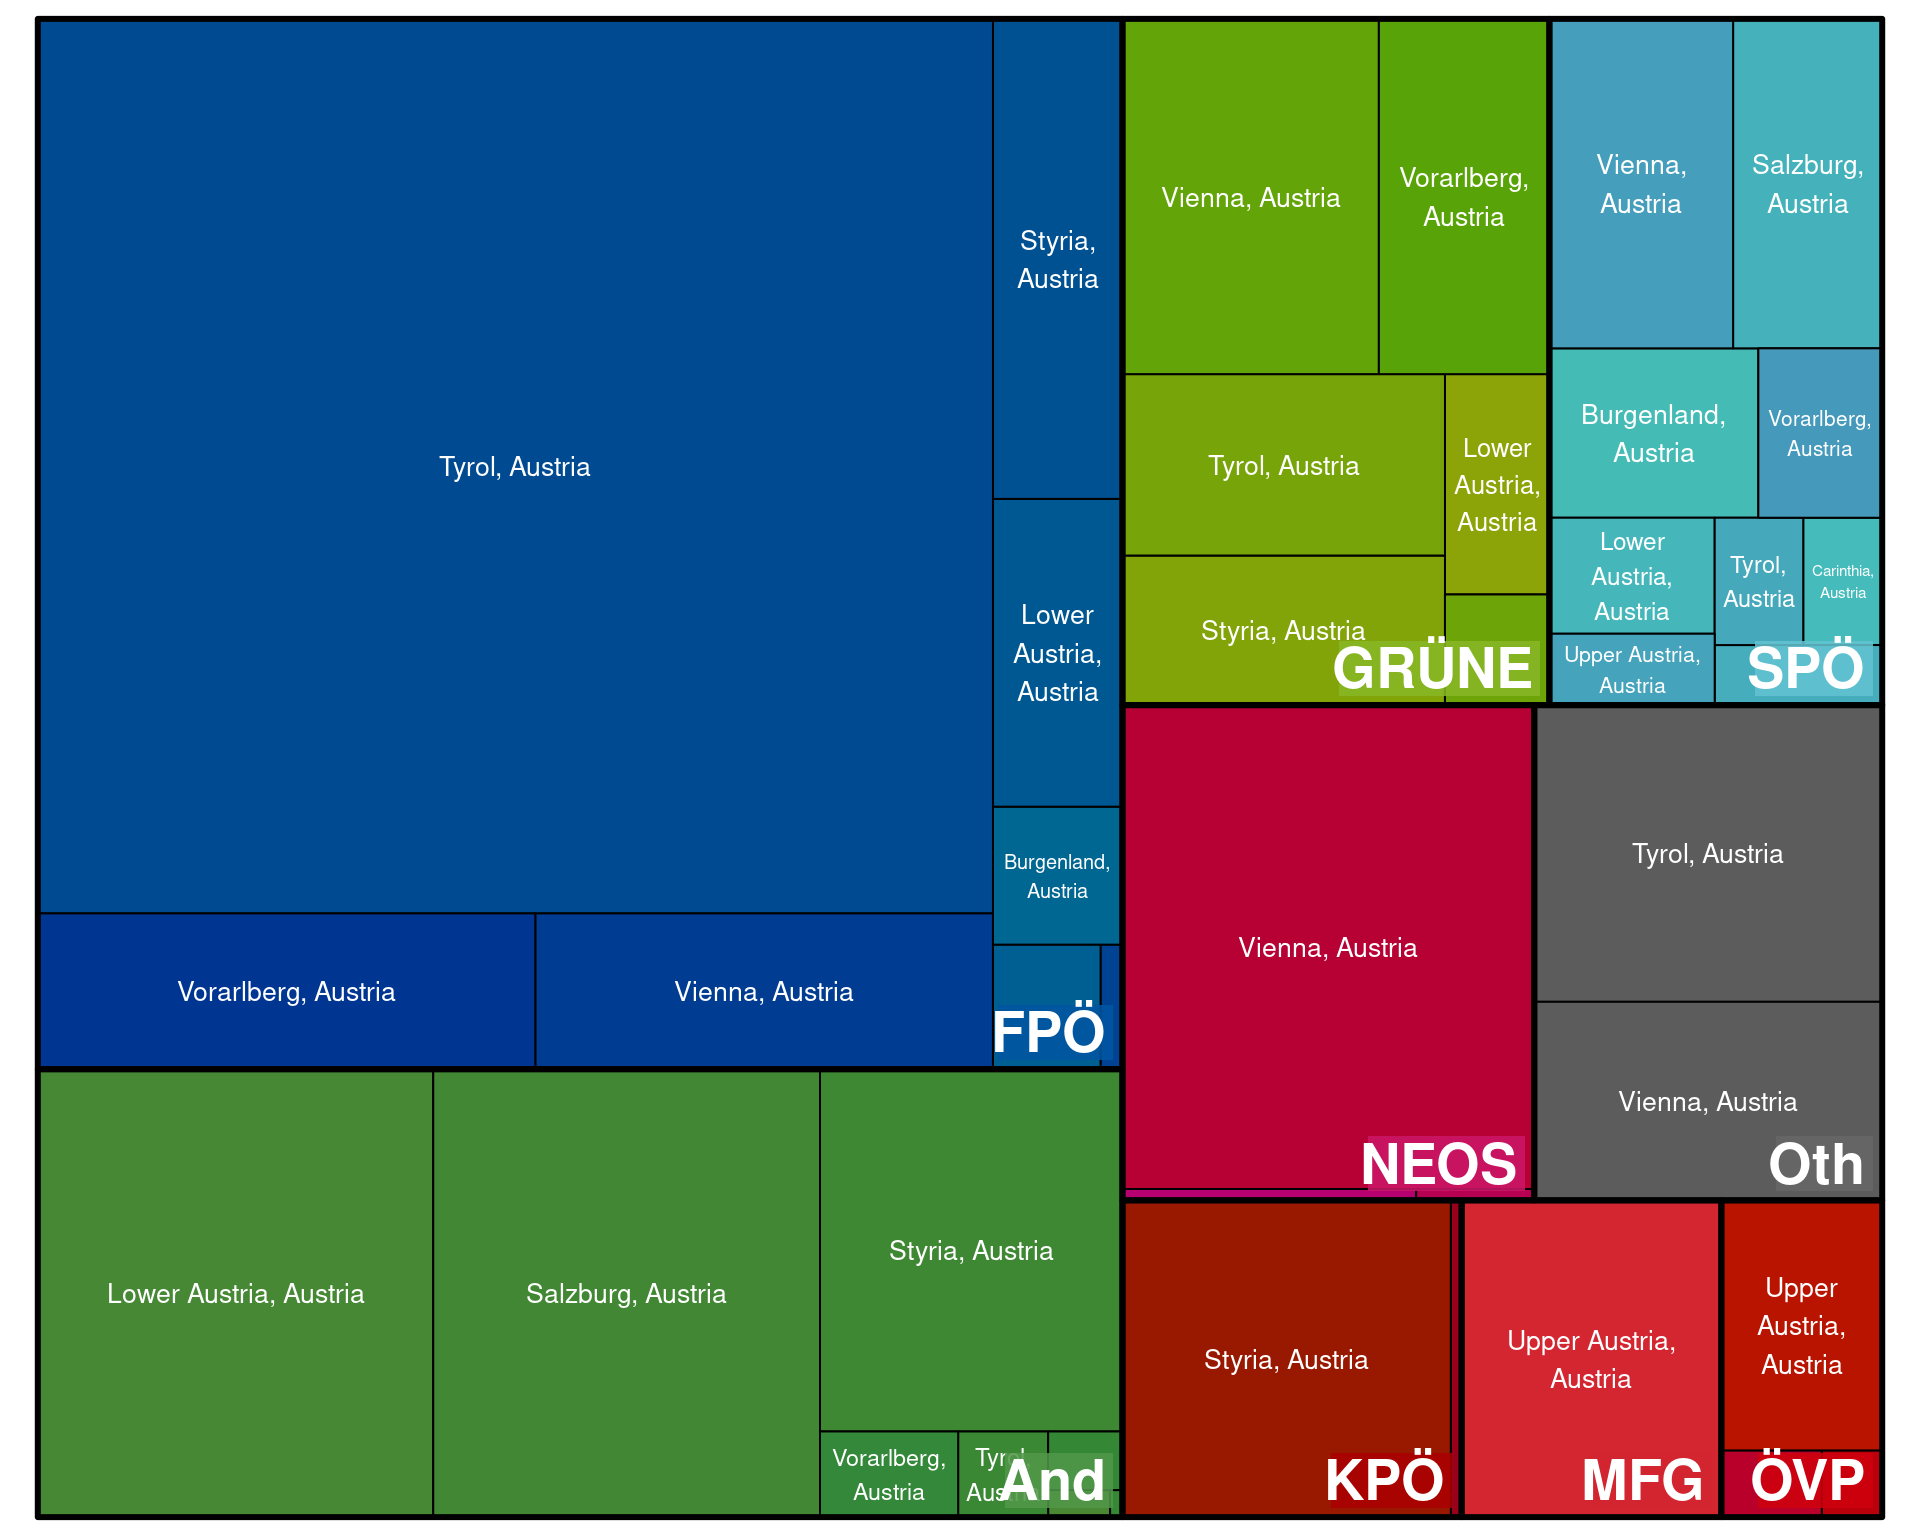 Tyrol, Austria
Styria,
Austria
Lower
Austria,
Austria
Burgenland,
Austria
Vorarlberg, Austria
Vienna, Austria
FPÖ
Lower Austria, Austria
Salzburg, Austria
Styria, Austria
Vorarlberg,
Austria
Tyrol,
Austria
And
Vienna, Austria
Vorarlberg,
Austria
Tyrol, Austria
Lower
Austria,
Austria
Styria, Austria
GRÜNE
Vienna,
Austria
Salzburg,
Austria
Burgenland,
Austria
Vorarlberg,
Austria
Lower
Austria,
Austria
Tyrol,
Austria
Carinthia,
Austria
Upper Austria,
Austria
SPÖ
Vienna, Austria
NEOS
Tyrol, Austria
Vienna, Austria
Oth
Styria, Austria
KPÖ
Upper Austria,
Austria
MFG
Upper
Austria,
Austria
ÖVP